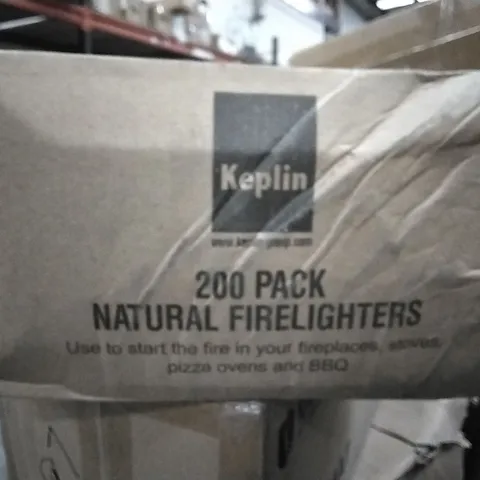 Keplin
200 PACK
NATURAL FIRELIGHTERS
Use to start the fire in your fireplaces, stoves,
pizza ovens and BBQ